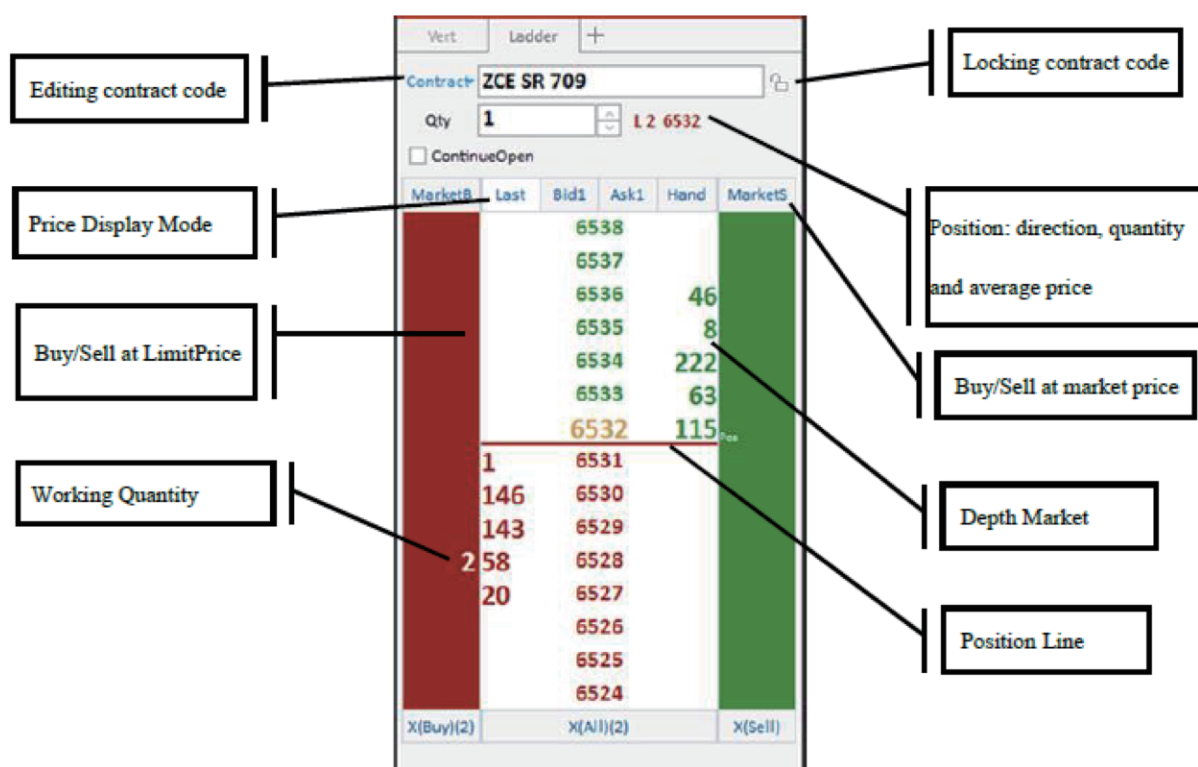 Vert Ladder +
Editing contract code
Contract ZCE SR 709
Locking contract code
Qty 1 L 2 6532
ContinueOpen
MarketB Last Bid1 Ask1 Hand MarketS
Price Display Mode
Position: direction, quantity
and average price
Buy/Sell at LimitPrice
Buy/Sell at market price
Working Quantity
Depth Market
Position Line
6538
6537
6536 46
6535 8
6534 222
6533 63
6532 115 Pos
1 6531
146 6530
143 6529
2 58 6528
20 6527
6526
6525
6524
X(Buy)(2) X(All)(2) X(Sell)